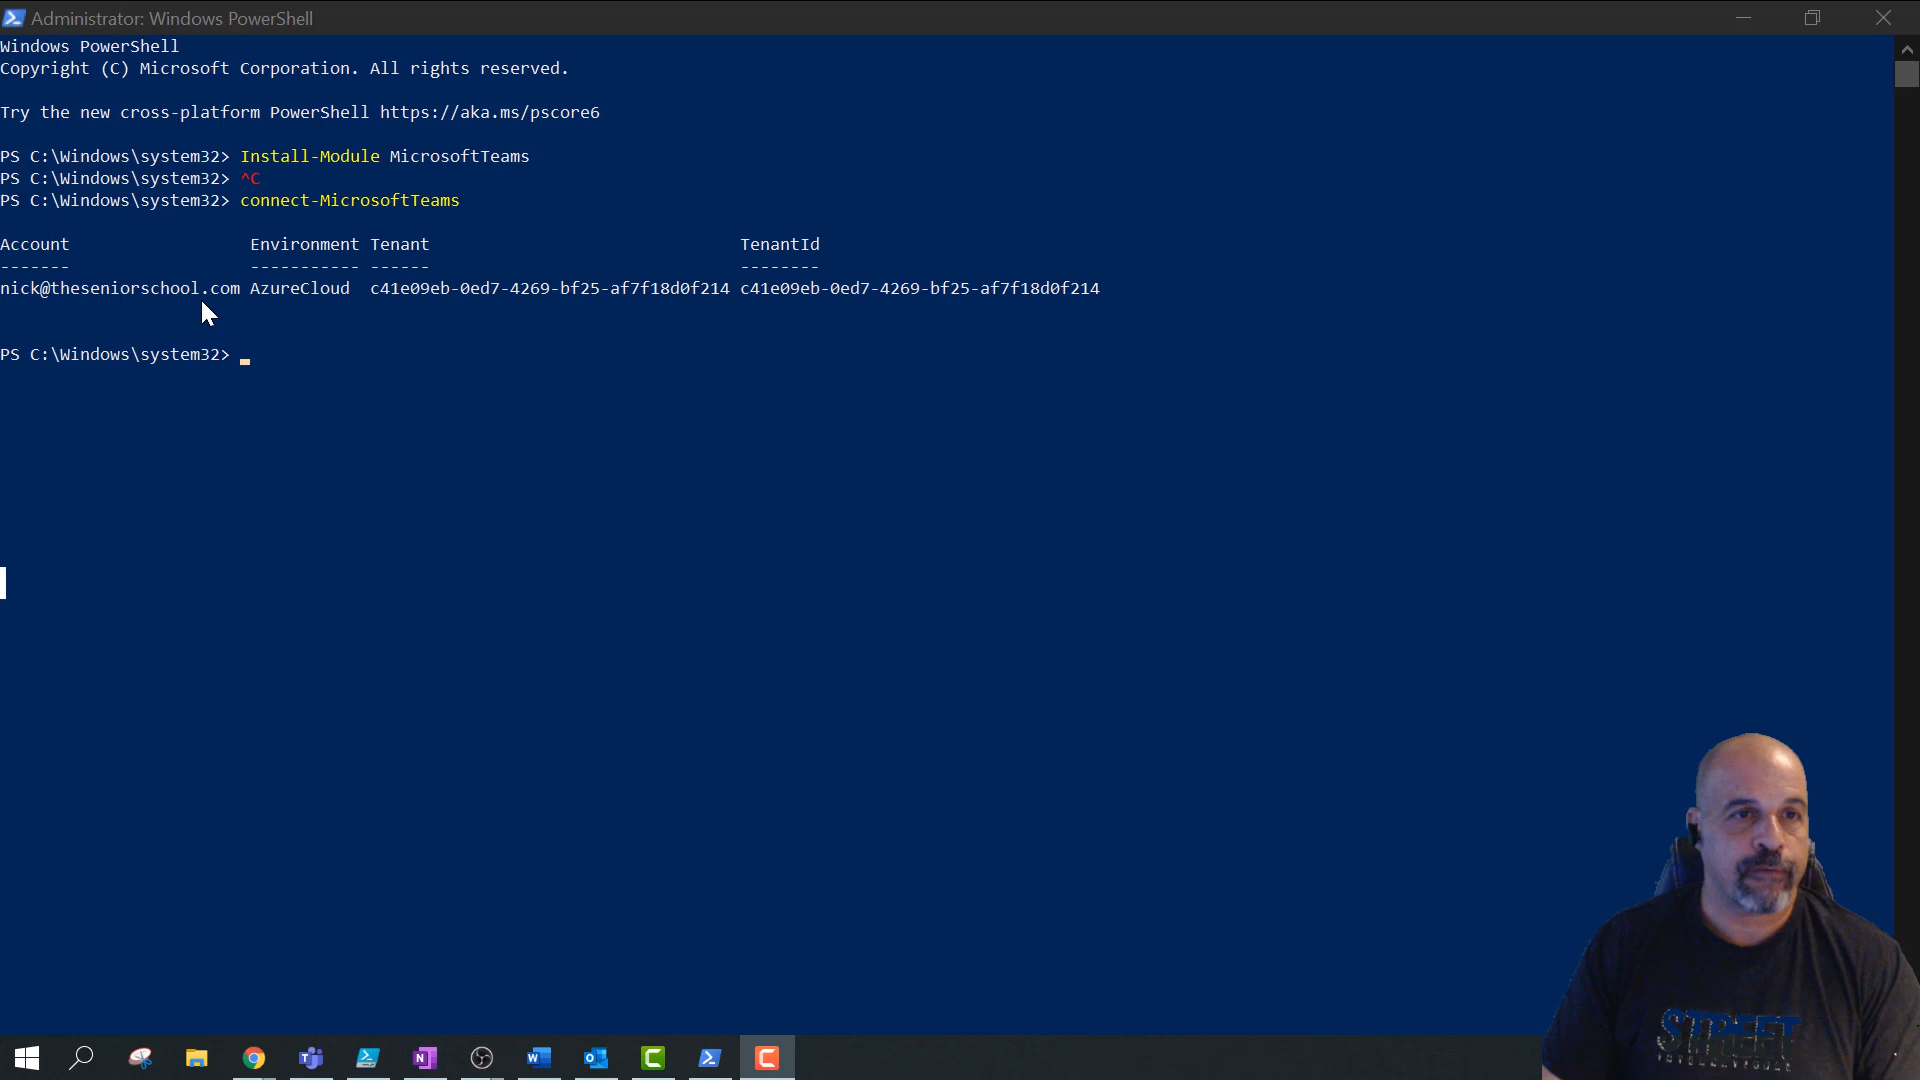 Administrator: Windows PowerShell
Windows PowerShell
Copyright (C) Microsoft Corporation. All rights reserved.
Try the new cross-platform PowerShell https://aka.ms/pscore6
PS C:\Windows\system32> Install-Module MicrosoftTeams
PS C:\Windows\system32> ^C
PS C:\Windows\system32> connect-MicrosoftTeams
Account Environment Tenant TenantId
------- ----------- ------ --------
nick@theseniorschool.com AzureCloud c41e09eb-0ed7-4269-bf25-af7f18d0f214 c41e09eb-0ed7-4269-bf25-af7f18d0f214
PS C:\Windows\system32>
STREET